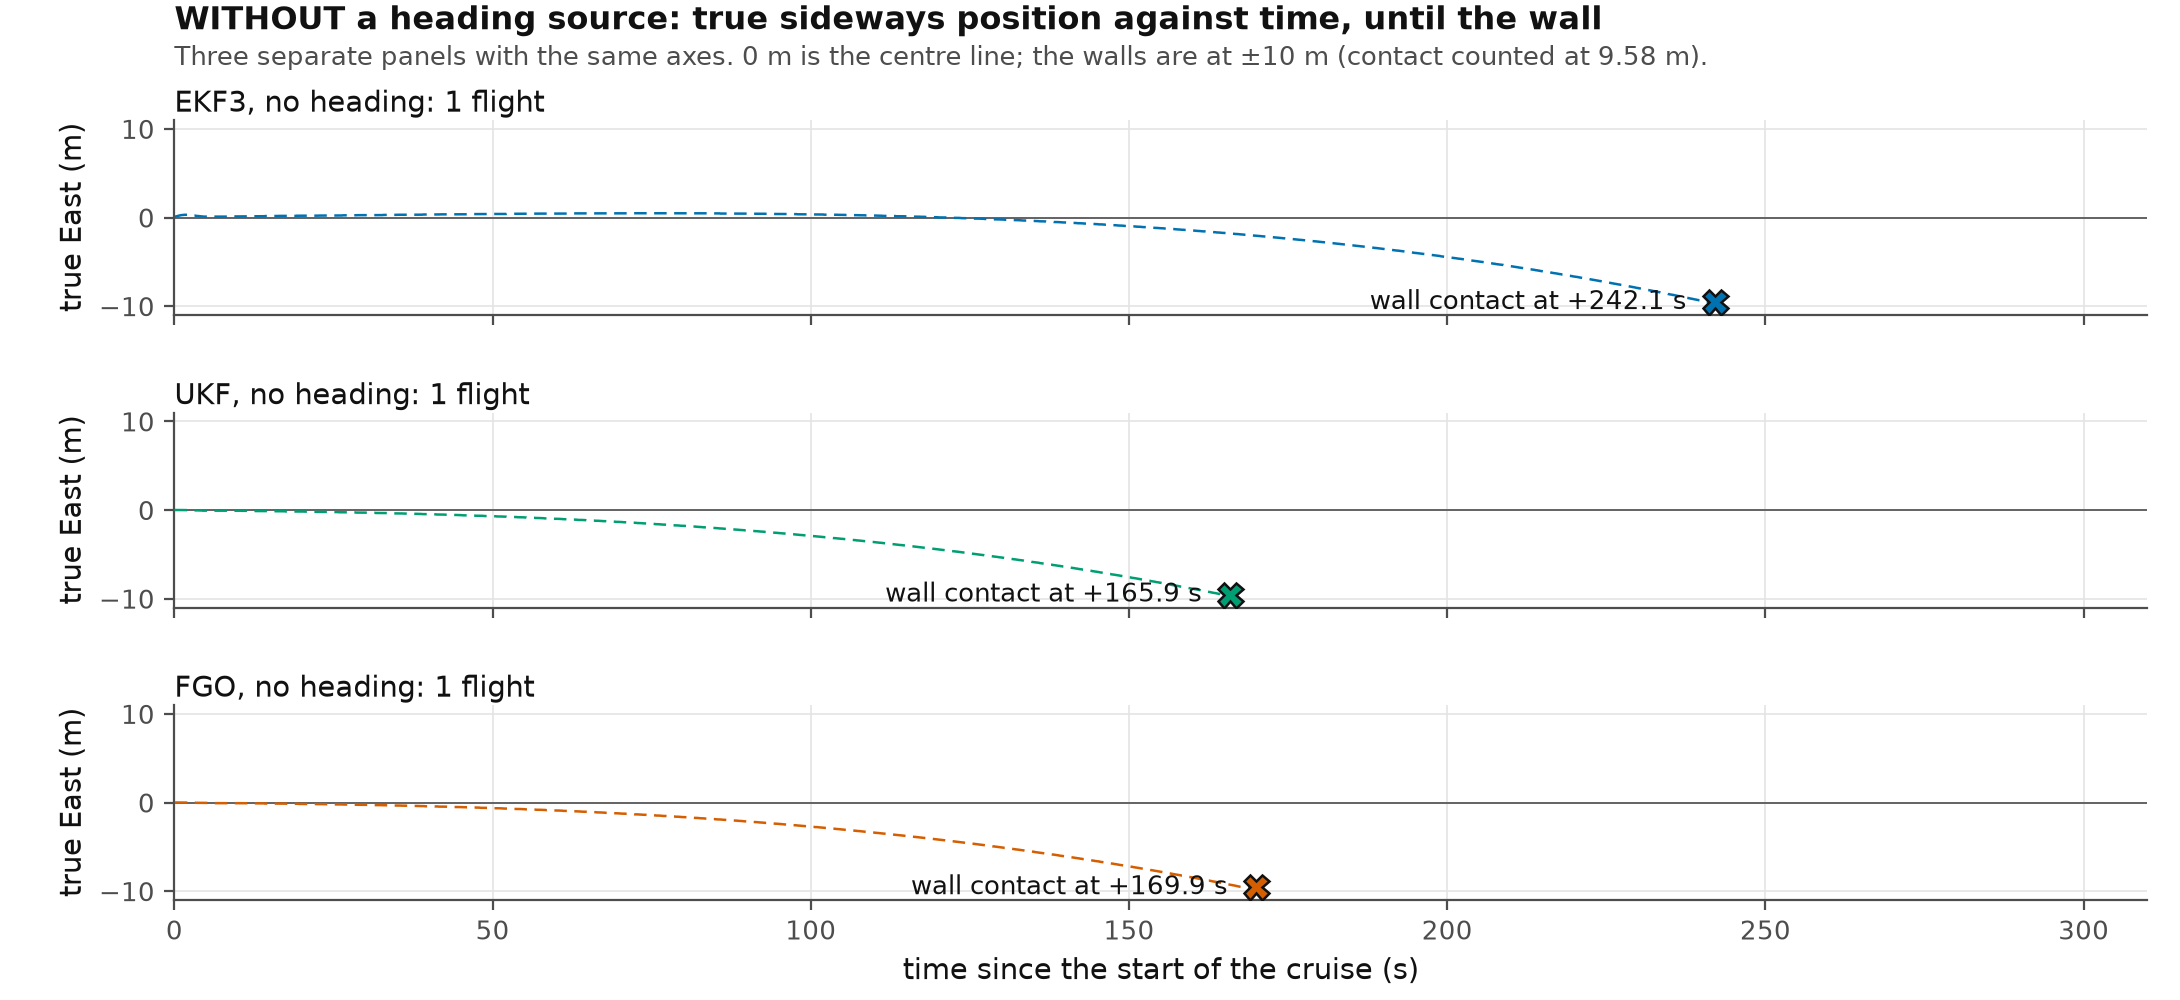 WITHOUT a heading source: true sideways position against time, until the wall
Three separate panels with the same axes. 0 m is the centre line; the walls are at ±10 m (contact counted at 9.58 m).
EKF3, no heading: 1 flight
true East (m)
10
0
−10
wall contact at +242.1 s
UKF, no heading: 1 flight
true East (m)
10
0
−10
wall contact at +165.9 s
FGO, no heading: 1 flight
true East (m)
10
0
−10
wall contact at +169.9 s
0 50 100 150 200 250 300
time since the start of the cruise (s)